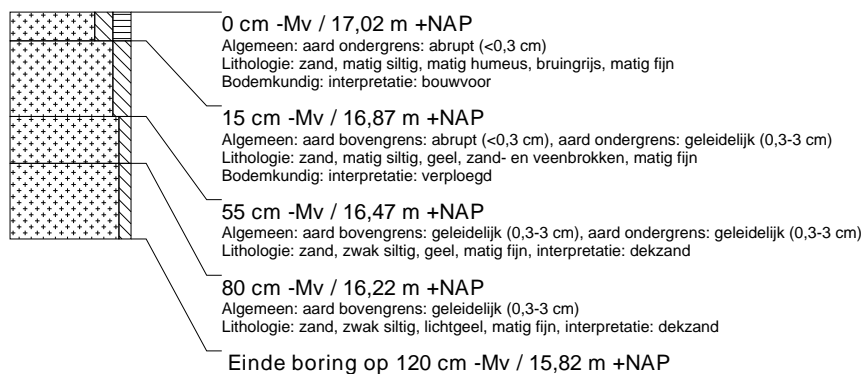 0 cm -Mv / 17,02 m +NAP
Algemeen: aard ondergrens: abrupt (<0,3 cm)
Lithologie: zand, matig siltig, matig humeus, bruingrijs, matig fijn
Bodemkundig: interpretatie: bouwvoor
15 cm -Mv / 16,87 m +NAP
Algemeen: aard bovengrens: abrupt (<0,3 cm), aard ondergrens: geleidelijk (0,3-3 cm)
Lithologie: zand, matig siltig, geel, zand- en veenbrokken, matig fijn
Bodemkundig: interpretatie: verploegd
55 cm -Mv / 16,47 m +NAP
Algemeen: aard bovengrens: geleidelijk (0,3-3 cm), aard ondergrens: geleidelijk (0,3-3 cm)
Lithologie: zand, zwak siltig, geel, matig fijn, interpretatie: dekzand
80 cm -Mv / 16,22 m +NAP
Algemeen: aard bovengrens: geleidelijk (0,3-3 cm)
Lithologie: zand, zwak siltig, lichtgeel, matig fijn, interpretatie: dekzand
Einde boring op 120 cm -Mv / 15,82 m +NAP